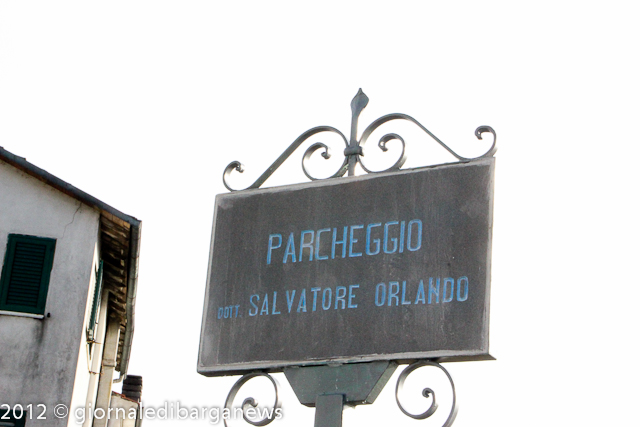 PARCHEGGIO
DOTT. SALVATORE ORLANDO
2012 © giornaledibarganews